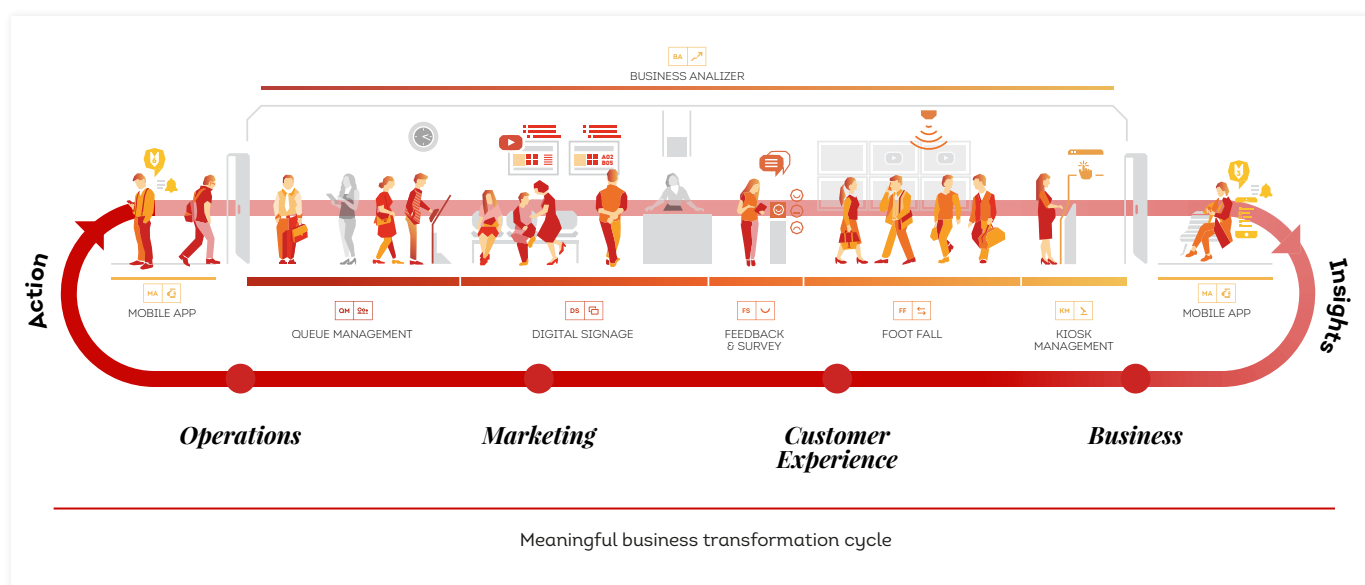 BA
BUSINESS ANALIZER
A02
B05
Action
Insights
MA
MOBILE APP
QM
QUEUE MANAGEMENT
DS
DIGITAL SIGNAGE
FS
FEEDBACK
& SURVEY
FF
FOOT FALL
KM
KIOSK
MANAGEMENT
MA
MOBILE APP
Operations
Marketing
Customer
Experience
Business
Meaningful business transformation cycle